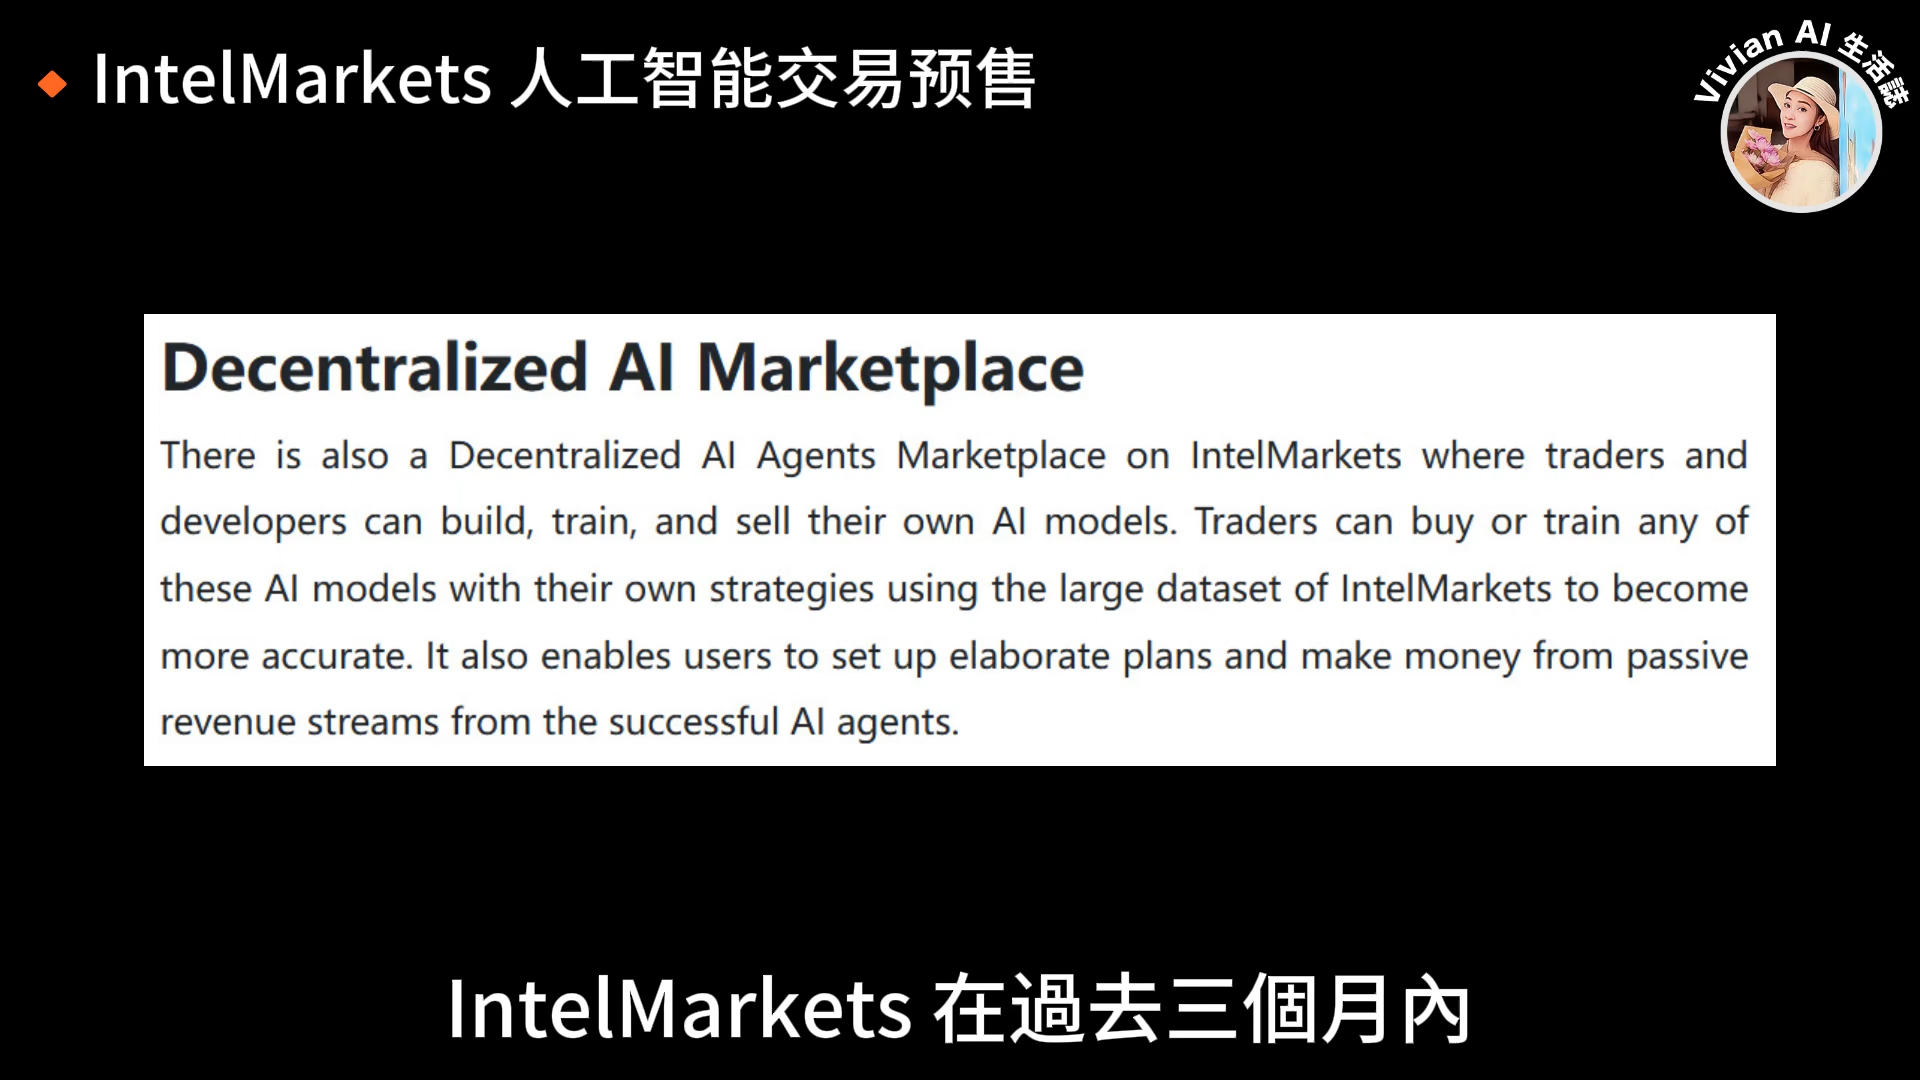 IntelMarkets 人工智能交易预售
Vivian AI 生活誌
Decentralized AI Marketplace
There is also a Decentralized AI Agents Marketplace on IntelMarkets where traders and
developers can build, train, and sell their own AI models. Traders can buy or train any of
these AI models with their own strategies using the large dataset of IntelMarkets to become
more accurate. It also enables users to set up elaborate plans and make money from passive
revenue streams from the successful AI agents.
IntelMarkets 在過去三個月內